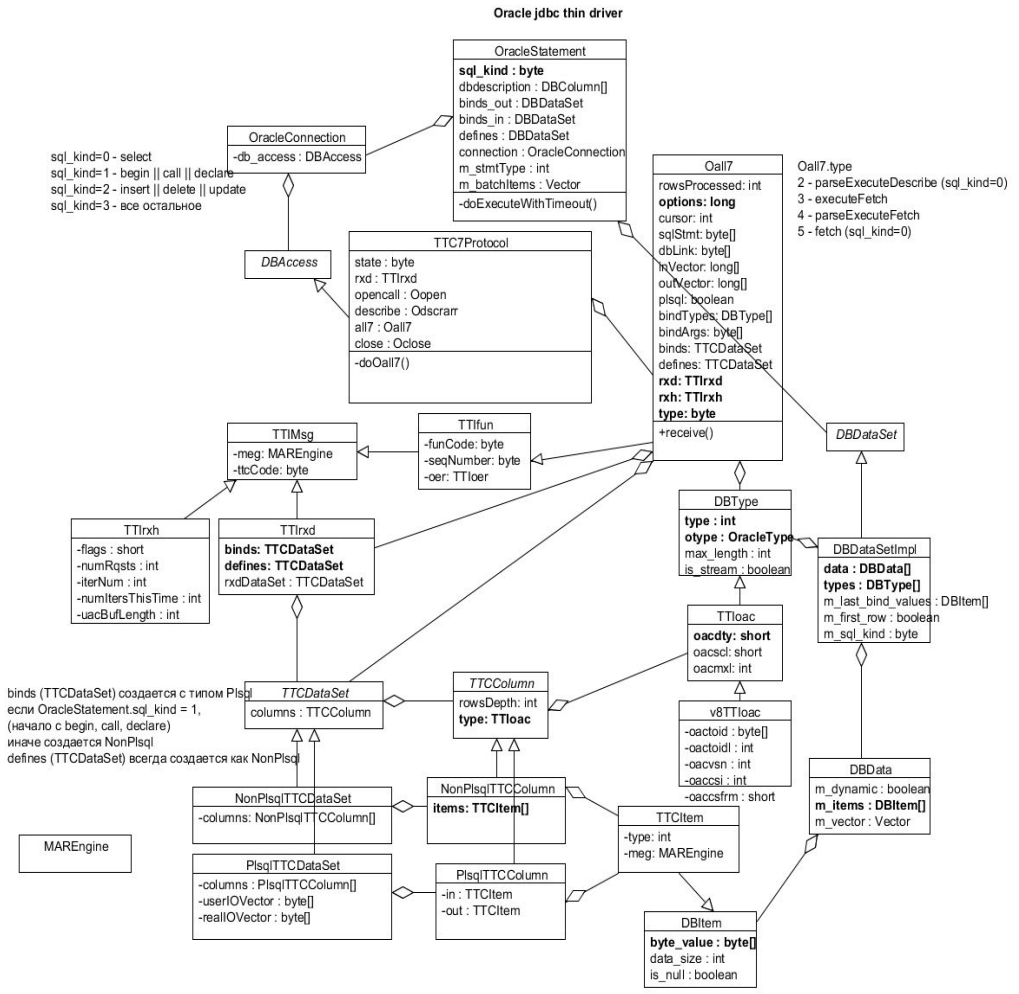 Oracle jdbc thin driver
OracleStatement
sql_kind : byte
dbdescription : DBColumn[]
binds_out : DBDataSet
binds_in : DBDataSet
defines : DBDataSet
connection : OracleConnection
m_stmtType : int
m_batchItems : Vector
-doExecuteWithTimeout()
OracleConnection
-db_access : DBAccess
sql_kind=0 - select
sql_kind=1 - begin || call || declare
sql_kind=2 - insert || delete || update
sql_kind=3 - все остальное
Oall7
rowsProcessed: int
options: long
cursor: int
sqlStmt: byte[]
dbLink: byte[]
inVector: long[]
outVector: long[]
plsql: boolean
bindTypes: DBType[]
bindArgs: byte[]
binds: TTCDataSet
defines: TTCDataSet
rxd: TTIrxd
rxh: TTIrxh
type: byte
+receive()
Oall7.type
2 - parseExecuteDescribe (sql_kind=0)
3 - executeFetch
4 - parseExecuteFetch
5 - fetch (sql_kind=0)
DBAccess
TTC7Protocol
state : byte
rxd : TTIrxd
opencall : Oopen
describe : Odscrarr
all7 : Oall7
close : Oclose
-doOall7()
TTIMsg
-meg: MAREngine
-ttcCode: byte
TTIfun
-funCode: byte
-seqNumber: byte
-oer: TTIoer
DBDataSet
TTIrxh
-flags : short
-numRqsts : int
-iterNum : int
-numItersThisTime : int
-uacBufLength : int
TTIrxd
binds: TTCDataSet
defines: TTCDataSet
rxdDataSet : TTCDataSet
DBType
type : int
otype : OracleType
max_length : int
is_stream : boolean
DBDataSetImpl
data : DBData[]
types : DBType[]
m_last_bind_values : DBItem[]
m_first_row : boolean
m_sql_kind : byte
TTIoac
oacdty: short
oacscl: short
oacmxl: int
binds (TTCDataSet) создается с типом Plsql
если OracleStatement.sql_kind = 1,
(начало с begin, call, declare)
иначе создается NonPlsql
defines (TTCDataSet) всегда создается как NonPlsql
TTCDataSet
columns : TTCColumn
TTCColumn
rowsDepth: int
type: TTIoac
v8TTIoac
-oactoid : byte[]
-oactoidl : int
-oacvsn : int
-oaccsi : int
-oaccsfrm : short
DBData
m_dynamic : boolean
m_items : DBItem[]
m_vector : Vector
NonPlsqlTTCDataSet
-columns: NonPlsqlTTCColumn[]
NonPlsqlTTCColumn
items: TTCItem[]
TTCItem
-type: int
-meg: MAREngine
MAREngine
PlsqlTTCDataSet
-columns : PlsqlTTCColumn[]
-userIOVector : byte[]
-realIOVector : byte[]
PlsqlTTCColumn
-in : TTCItem
-out : TTCItem
DBItem
byte_value : byte[]
data_size : int
is_null : boolean